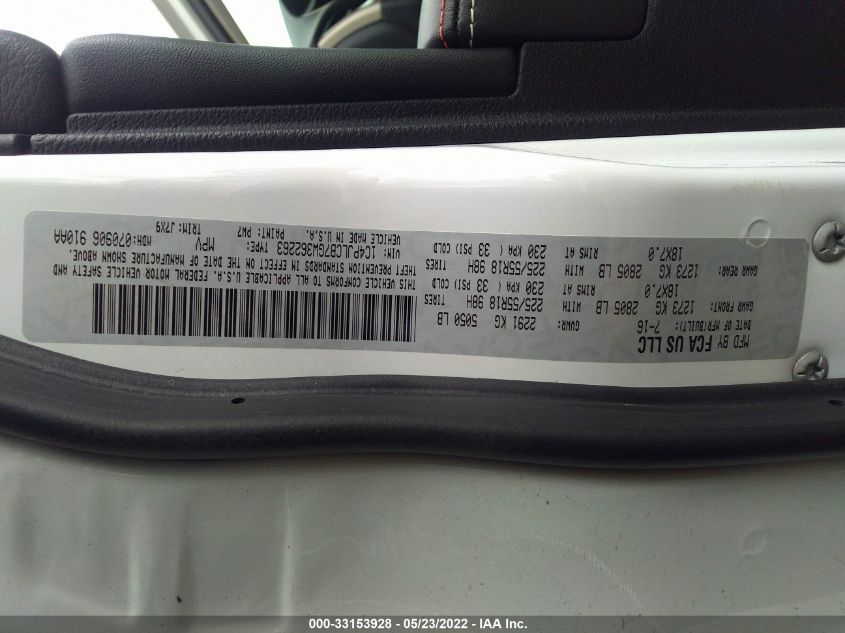 MFD BY FCA US LLC
DATE OF MFR(BUILT): 7-16
GVWR: 2291 KG 5050 LB
GAWR FRONT: 1273 KG 2805 LB WITH 225/55R18 98H TIRES
18X7.0 RIMS AT 230 KPA ( 33 PSI) COLD
GAWR REAR: 1273 KG 2805 LB WITH 225/55R18 98H TIRES
18X7.0 RIMS AT 230 KPA ( 33 PSI) COLD
THIS VEHICLE CONFORMS TO ALL APPLICABLE U.S.A. FEDERAL MOTOR VEHICLE SAFETY AND
THEFT PREVENTION STANDARDS IN EFFECT ON THE DATE OF MANUFACTURE SHOWN ABOVE.
VIN: 1C4PJLCB7GW362263 TYPE: MPV MDH: 070906 910AA
VEHICLE MADE IN U.S.A. PAINT: PW7 TRIM: J7X9
000-33153928 - 05/23/2022 - IAA Inc.